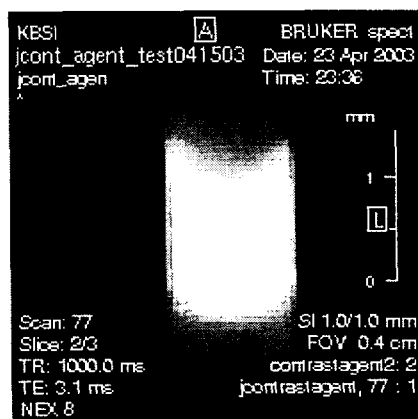 KBSI A BRUKER spect
jcont_agent_test041503 Date: 23 Apr 2003
jcont_agen Time: 23:36
mm
1
L
0
Scan: 77 SI 1.0/1.0 mm
Slice: 2/3 FOV 0.4 cm
TR: 1000.0 ms contrastagent2: 2
TE: 3.1 ms jcontrastagent, 77 : 1
NEX 8